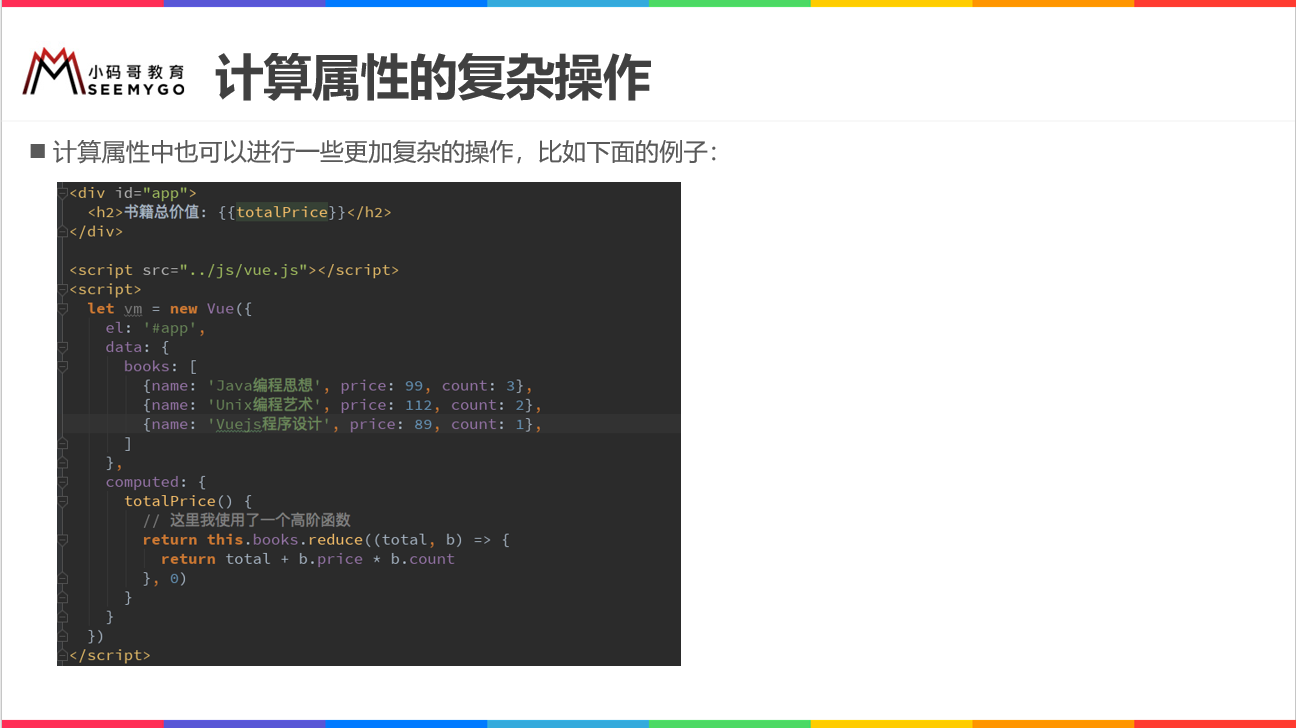 小码哥教育
SEEMYGO
计算属性的复杂操作
计算属性中也可以进行一些更加复杂的操作，比如下面的例子：
<div id="app">
  <h2>书籍总价值: {{totalPrice}}</h2>
</div>

<script src="../js/vue.js"></script>
<script>
  let vm = new Vue({
    el: '#app',
    data: {
      books: [
        {name: 'Java编程思想', price: 99, count: 3},
        {name: 'Unix编程艺术', price: 112, count: 2},
        {name: 'Vuejs程序设计', price: 89, count: 1},
      ]
    },
    computed: {
      totalPrice() {
        // 这里我使用了一个高阶函数
        return this.books.reduce((total, b) => {
          return total + b.price * b.count
        }, 0)
      }
    }
  })
</script>